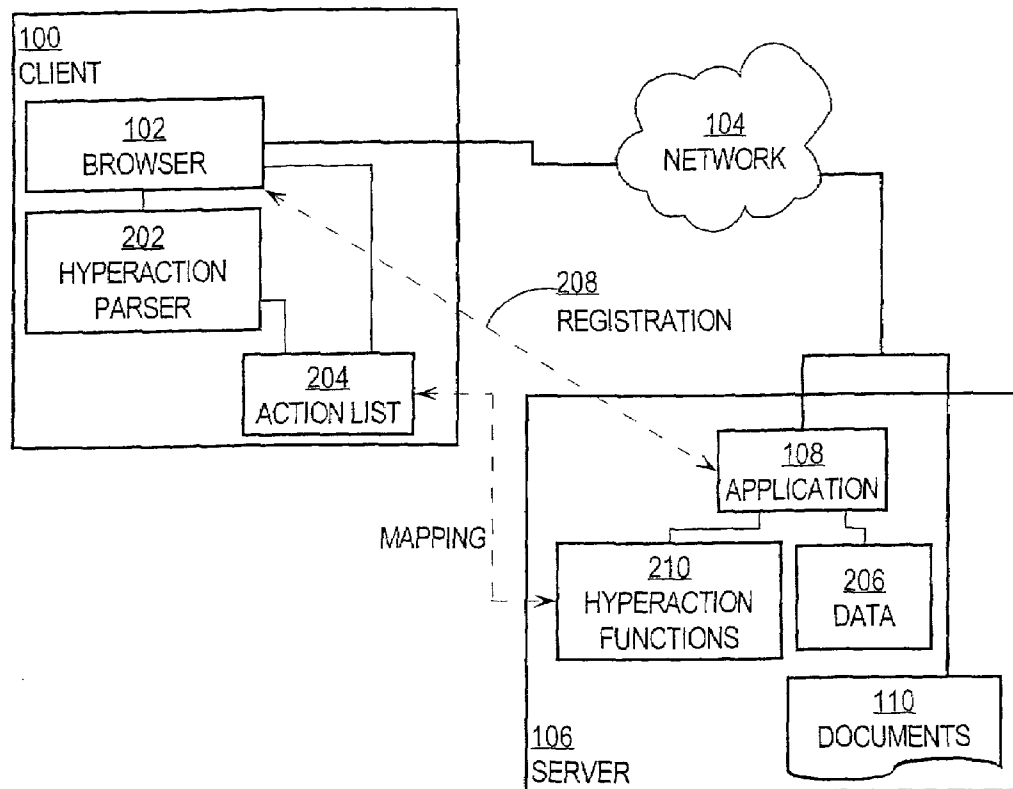 100
CLIENT
102
BROWSER
104
NETWORK
202
HYPERACTION
PARSER
208
REGISTRATION
204
ACTION LIST
108
APPLICATION
MAPPING
210
HYPERACTION
FUNCTIONS
206
DATA
110
DOCUMENTS
106
SERVER